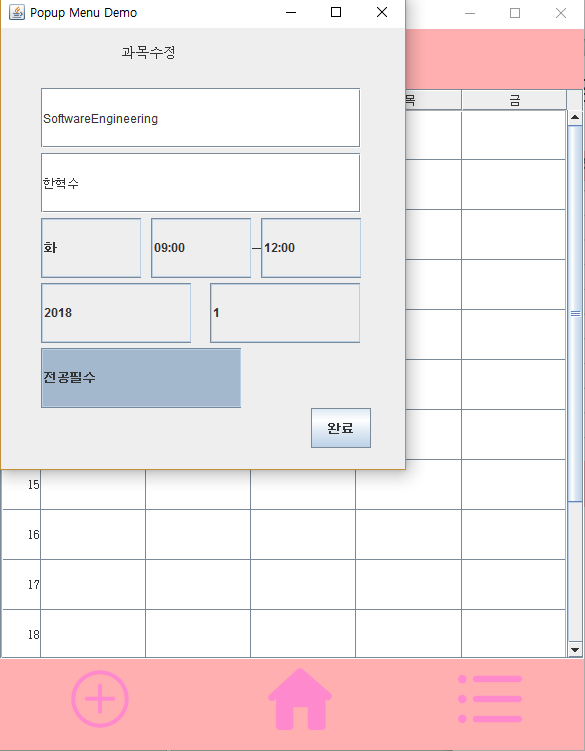 Popup Menu Demo
과목수정
SoftwareEngineering
한혁수
화 09:00 ─ 12:00
2018 1
전공필수
완료
목 금
15
16
17
18